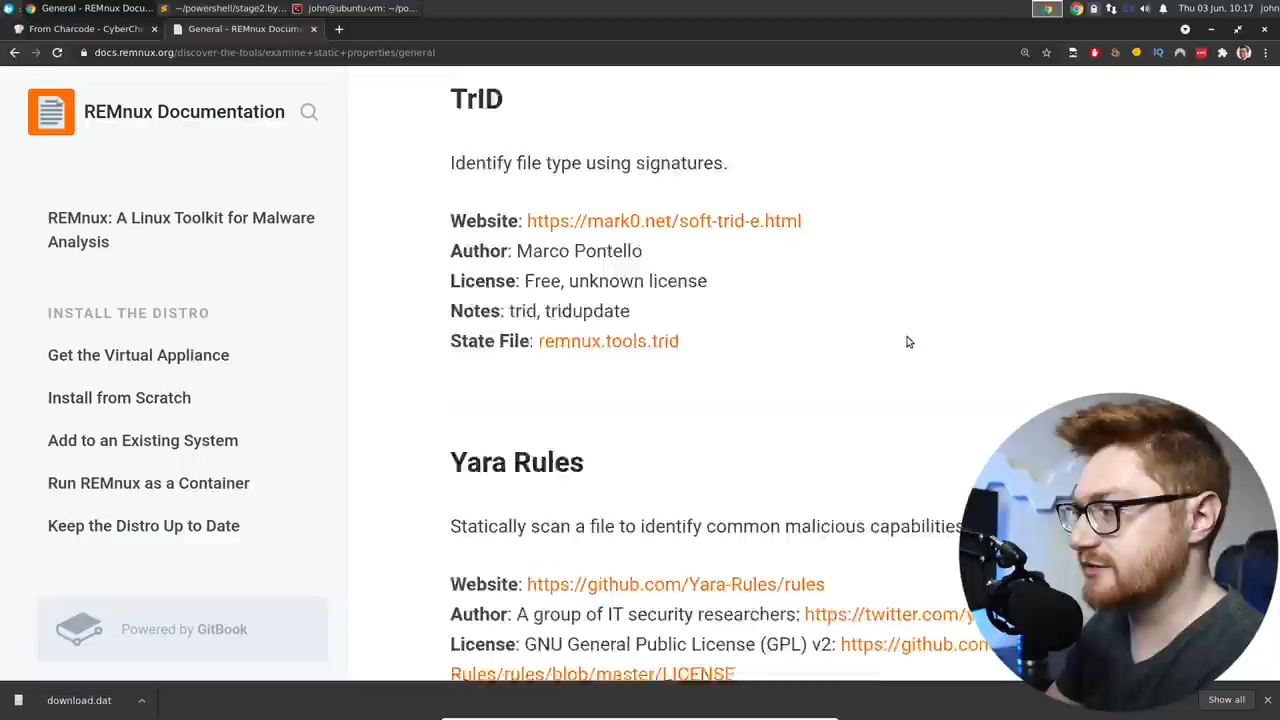 General - REMnux Docu...
~/powershell/stage2.by...
john@ubuntu-vm: ~/po...
Thu 03 Jun, 10:17
john
From Charcode - CyberChe
General - REMnux Docume
docs.remnux.org/discover-the-tools/examine+static+properties/general
REMnux Documentation
REMnux: A Linux Toolkit for Malware
Analysis
INSTALL THE DISTRO
Get the Virtual Appliance
Install from Scratch
Add to an Existing System
Run REMnux as a Container
Keep the Distro Up to Date
Powered by GitBook
TrID
Identify file type using signatures.
Website: https://mark0.net/soft-trid-e.html
Author: Marco Pontello
License: Free, unknown license
Notes: trid, tridupdate
State File: remnux.tools.trid
Yara Rules
Statically scan a file to identify common malicious capabilities
Website: https://github.com/Yara-Rules/rules
Author: A group of IT security researchers: https://twitter.com/y
License: GNU General Public License (GPL) v2: https://github.com
Rules/rules/blob/master/LICENSE
download.dat
Show all